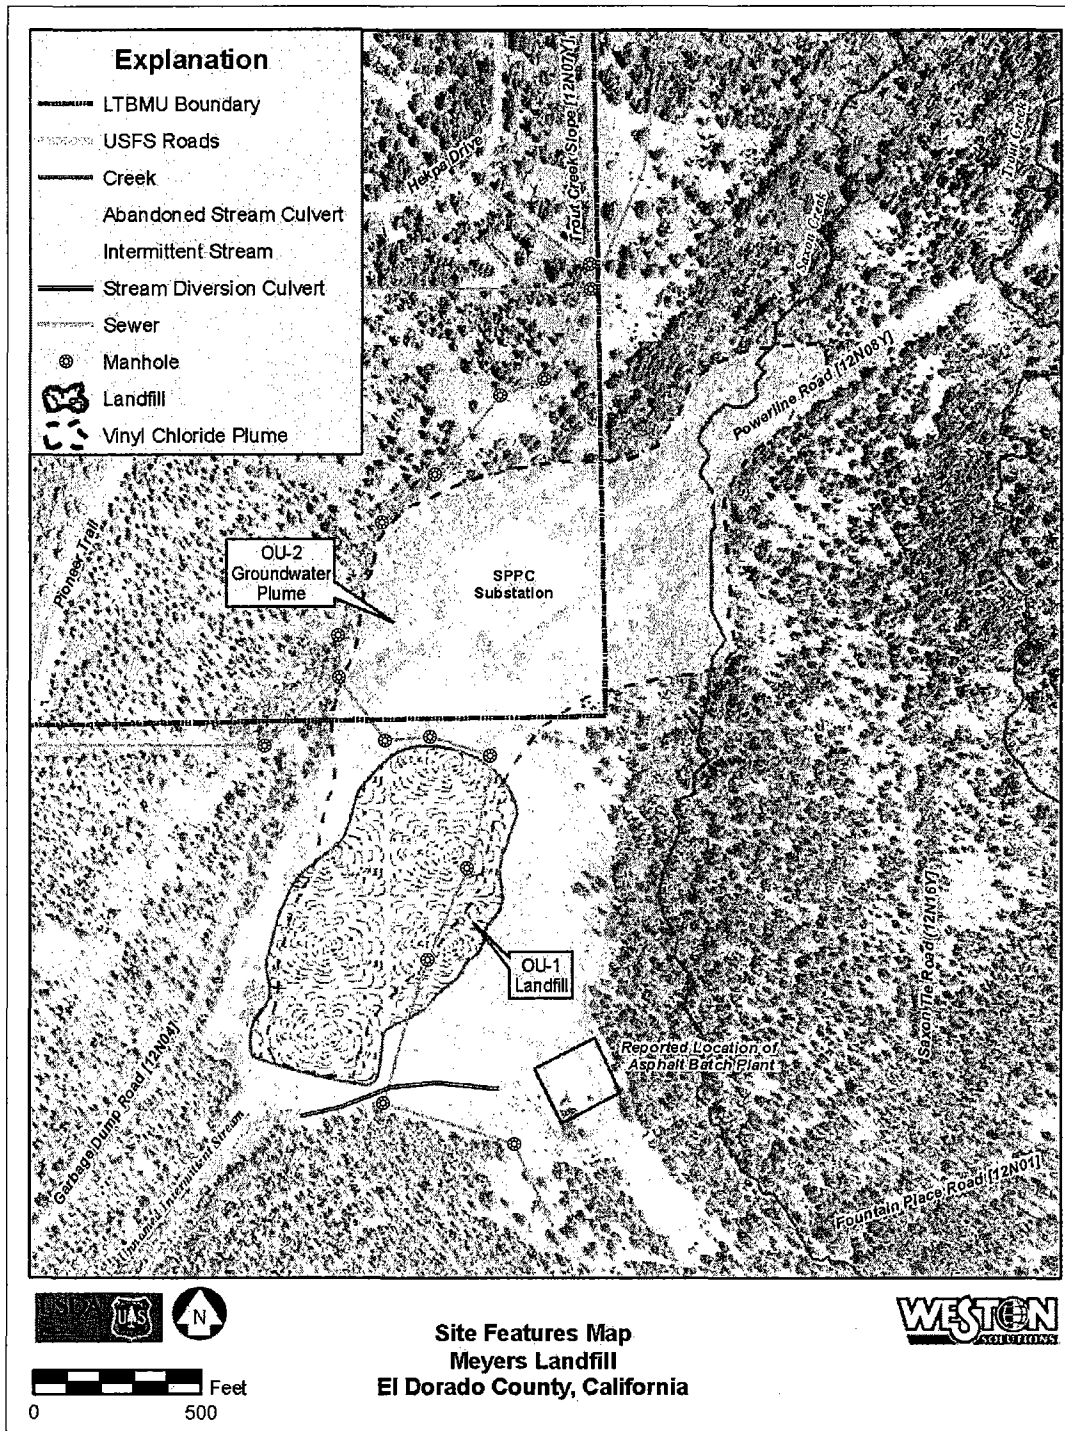 Explanation
LTBMU Boundary
USFS Roads
Creek
Abandoned Stream Culvert
Intermittent Stream
Stream Diversion Culvert
Sewer
Manhole
Landfill
Vinyl Chloride Plume
Hekpa Drive
Trout Creek Slope [12N07Y]
Saxon Creek
Trout Creek
Powerline Road [12N08Y]
Pioneer Trail
OU-2
Groundwater
Plume
SPPC
Substation
OU-1
Landfill
Saxon Tie Road [12N16Y]
Reported Location of
Asphalt Batch Plant
Garbage Dump Road [12N04]
Unnamed Intermittent Stream
Fountain Place Road [12N01]
USDA
UAS
N
WESTON
SOLUTIONS
Site Features Map
Meyers Landfill
El Dorado County, California
Feet
0 500